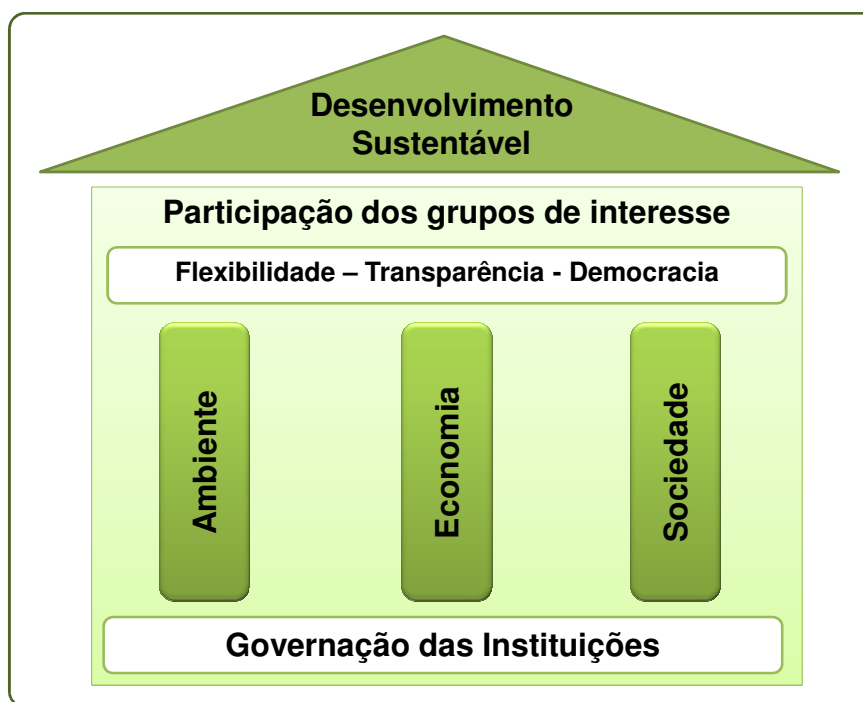 Desenvolvimento
Sustentável
Participação dos grupos de interesse
Flexibilidade – Transparência - Democracia
Ambiente
Economia
Sociedade
Governação das Instituições